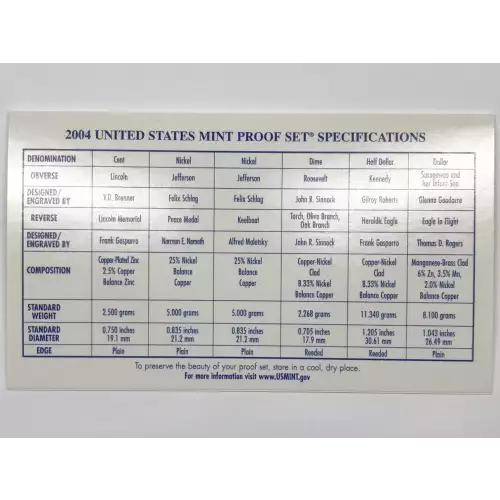 2004 UNITED STATES MINT PROOF SET® SPECIFICATIONS
DENOMINATION Cent Nickel Nickel Dime Half Dollar Dollar
OBVERSE Lincoln Jefferson Jefferson Roosevelt Kennedy Sacagawea and
her Infant Son
DESIGNED/
ENGRAVED BY V.D. Brenner Felix Schlag Felix Schlag John R. Sinnock Gilroy Roberts Glenna Goodacre
REVERSE Lincoln Memorial Peace Medal Keelboat Torch, Olive Branch,
Oak Branch Heraldic Eagle Eagle in Flight
DESIGNED/
ENGRAVED BY Frank Gasparro Norman E. Nemeth Alfred Maletsky John R. Sinnock Frank Gasparro Thomas D. Rogers
COMPOSITION Copper-Plated Zinc 25% Nickel 25% Nickel Copper-Nickel Copper-Nickel Manganese-Brass Clad
2.5% Copper Balance Balance Clad Clad 6% Zn, 3.5% Mn,
Balance Zinc Copper Copper 8.33% Nickel 8.33% Nickel 2.0% Nickel
Balance Copper Balance Copper Balance Copper
STANDARD
WEIGHT 2.500 grams 5.000 grams 5.000 grams 2.268 grams 11.340 grams 8.100 grams
STANDARD 0.750 inches 0.835 inches 0.835 inches 0.705 inches 1.205 inches 1.043 inches
DIAMETER 19.1 mm 21.2 mm 21.2 mm 17.9 mm 30.61 mm 26.49 mm
EDGE Plain Plain Plain Reeded Reeded Plain
To preserve the beauty of your proof set, store in a cool, dry place.
For more information visit www.USMINT.gov